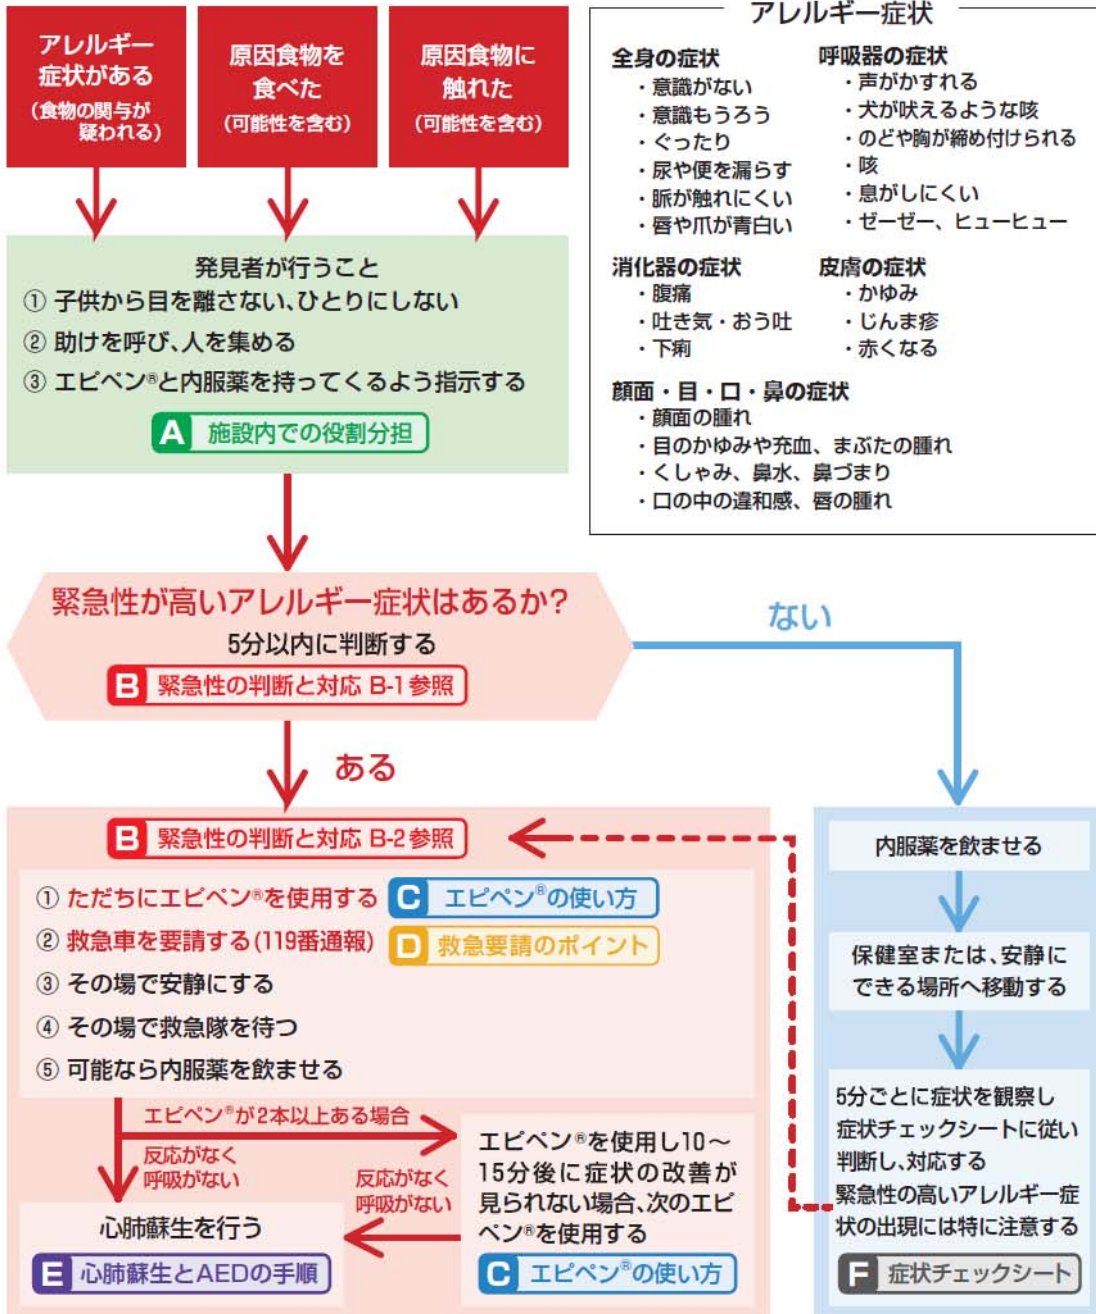 アレルギー
症状がある
(食物の関与が
疑われる)
原因食物を
食べた
(可能性を含む)
原因食物に
触れた
(可能性を含む)
アレルギー症状
全身の症状
・意識がない
・意識もうろう
・ぐったり
・尿や便を漏らす
・脈が触れにくい
・唇や爪が青白い
呼吸器の症状
・声がかすれる
・犬が吠えるような咳
・のどや胸が締め付けられる
・咳
・息がしにくい
・ゼーゼー、ヒューヒュー
消化器の症状
・腹痛
・吐き気・おう吐
・下痢
皮膚の症状
・かゆみ
・じんま疹
・赤くなる
顔面・目・口・鼻の症状
・顔面の腫れ
・目のかゆみや充血、まぶたの腫れ
・くしゃみ、鼻水、鼻づまり
・口の中の違和感、唇の腫れ
発見者が行うこと
① 子供から目を離さない、ひとりにしない
② 助けを呼び、人を集める
③ エピペン®と内服薬を持ってくるよう指示する
A 施設内での役割分担
緊急性が高いアレルギー症状はあるか?
5分以内に判断する
B 緊急性の判断と対応 B-1参照
ない
ある
B 緊急性の判断と対応 B-2参照
① ただちにエピペン®を使用する C エピペン®の使い方
② 救急車を要請する(119番通報) D 救急要請のポイント
③ その場で安静にする
④ その場で救急隊を待つ
⑤ 可能なら内服薬を飲ませる
エピペン®が2本以上ある場合
反応がなく
呼吸がない
エピペン®を使用し10~
15分後に症状の改善が
見られない場合、次のエピ
ペン®を使用する
C エピペン®の使い方
反応がなく
呼吸がない
心肺蘇生を行う
E 心肺蘇生とAEDの手順
内服薬を飲ませる
保健室または、安静に
できる場所へ移動する
5分ごとに症状を観察し
症状チェックシートに従い
判断し、対応する
緊急性の高いアレルギー症
状の出現には特に注意する
F 症状チェックシート